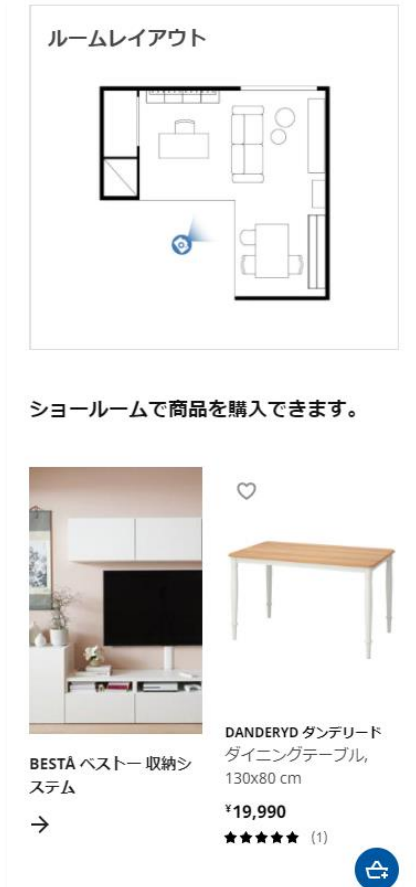 ルームレイアウト
ショールームで商品を購入できます。
BESTÅ ベストー 収納シ
ステム
DANDERYD ダンデリード
ダイニングテーブル,
130x80 cm
¥19,990
★★★★★ (1)